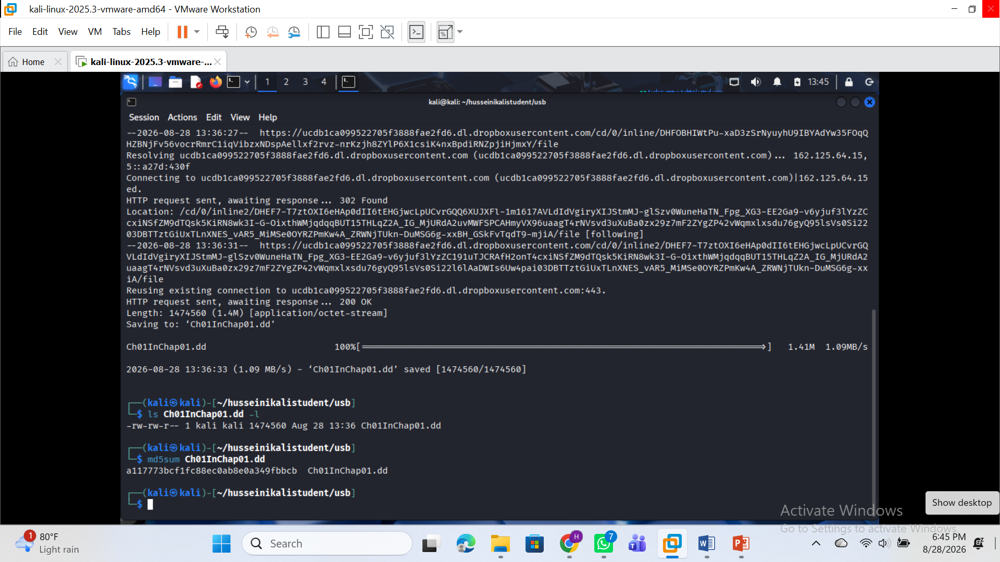 kali-linux-2025.3-vmware-amd64 - VMware Workstation
File Edit View VM Tabs Help
Home
kali-linux-2025.3-vmware-...
1 2 3 4
13:45
kali@kali: ~/husseinikalistudent/usb
Session Actions Edit View Help
--2026-08-28 13:36:27-- https://ucdb1ca099522705f3888fae2fd6.dl.dropboxusercontent.com/cd/0/inline/DHFOBHIWtPu-xaD3zSrNyuyhU9IBYAdYw35FOqQ
HZBNjFv56vocrRmrC1iqVibzxNDspAellxf2rvz-nrKzjh8ZYlP6X1csiK4nxBpdiRNZpjiHjmxY/file
Resolving ucdb1ca099522705f3888fae2fd6.dl.dropboxusercontent.com (ucdb1ca099522705f3888fae2fd6.dl.dropboxusercontent.com)... 162.125.64.15,
5::a27d:430f
Connecting to ucdb1ca099522705f3888fae2fd6.dl.dropboxusercontent.com (ucdb1ca099522705f3888fae2fd6.dl.dropboxusercontent.com)|162.125.64.15
ed.
HTTP request sent, awaiting response... 302 Found
Location: /cd/0/inline2/DHEF7-T7ztOXI6eHAp0dII6tEHGjwcLpUCvrGQQ6XUJXFl-1m1617AVLdIdVgiryXIJStmMJ-glSzv0WuneHaTN_Fpg_XG3-EE2Ga9-v6yjuf3lYzZC
cxiNSfZM9dTQsk5KiRN8wk3I-G-OixthWMjqdqqBUT15THLqZ2A_IG_MjURdA2uvMWFSPCAHmyVX96uaagT4rNVsvd3uXuBa0zx29z7mF2ZYgZP42vWqmxlxsdu76gyQ95lsVs0Si22
03DBTTztGiUxTLnXNES_vAR5_MiMSe0OYRZPmKw4A_ZRWNjTUkn-DuMSG6g-xxBH_GSkFvTqdT9-mjiA/file [following]
--2026-08-28 13:36:31-- https://ucdb1ca099522705f3888fae2fd6.dl.dropboxusercontent.com/cd/0/inline2/DHEF7-T7ztOXI6eHAp0dII6tEHGjwcLpUCvrGQ
VLdIdVgiryXIJStmMJ-glSzv0WuneHaTN_Fpg_XG3-EE2Ga9-v6yjuf3lYzZC191uTJCRAfH2onT4cxiNSfZM9dTQsk5KiRN8wk3I-G-OixthWMjqdqqBUT15THLqZ2A_IG_MjURdA2
uaagT4rNVsvd3uXuBa0zx29z7mF2ZYgZP42vWqmxlxsdu76gyQ95lsVs0Si22l6lAaDWIs6Uw4pai03DBTTztGiUxTLnXNES_vAR5_MiMSe0OYRZPmKw4A_ZRWNjTUkn-DuMSG6g-xx
iA/file
Reusing existing connection to ucdb1ca099522705f3888fae2fd6.dl.dropboxusercontent.com:443.
HTTP request sent, awaiting response... 200 OK
Length: 1474560 (1.4M) [application/octet-stream]
Saving to: ‘Ch01InChap01.dd’
Ch01InChap01.dd 100%[===================================>] 1.41M 1.09MB/s
2026-08-28 13:36:33 (1.09 MB/s) - ‘Ch01InChap01.dd’ saved [1474560/1474560]
┌──(kali㉿kali)-[~/husseinikalistudent/usb]
└─$ ls Ch01InChap01.dd -l
-rw-rw-r-- 1 kali kali 1474560 Aug 28 13:36 Ch01InChap01.dd
┌──(kali㉿kali)-[~/husseinikalistudent/usb]
└─$ md5sum Ch01InChap01.dd
a117773bcf1fc88ec0ab8e0a349fbbcb Ch01InChap01.dd
┌──(kali㉿kali)-[~/husseinikalistudent/usb]
└─$
Show desktop
Activate Windows
Go to Settings to activate Windows.
1
80°F
Light rain
Search
H
7
6:45 PM
8/28/2026